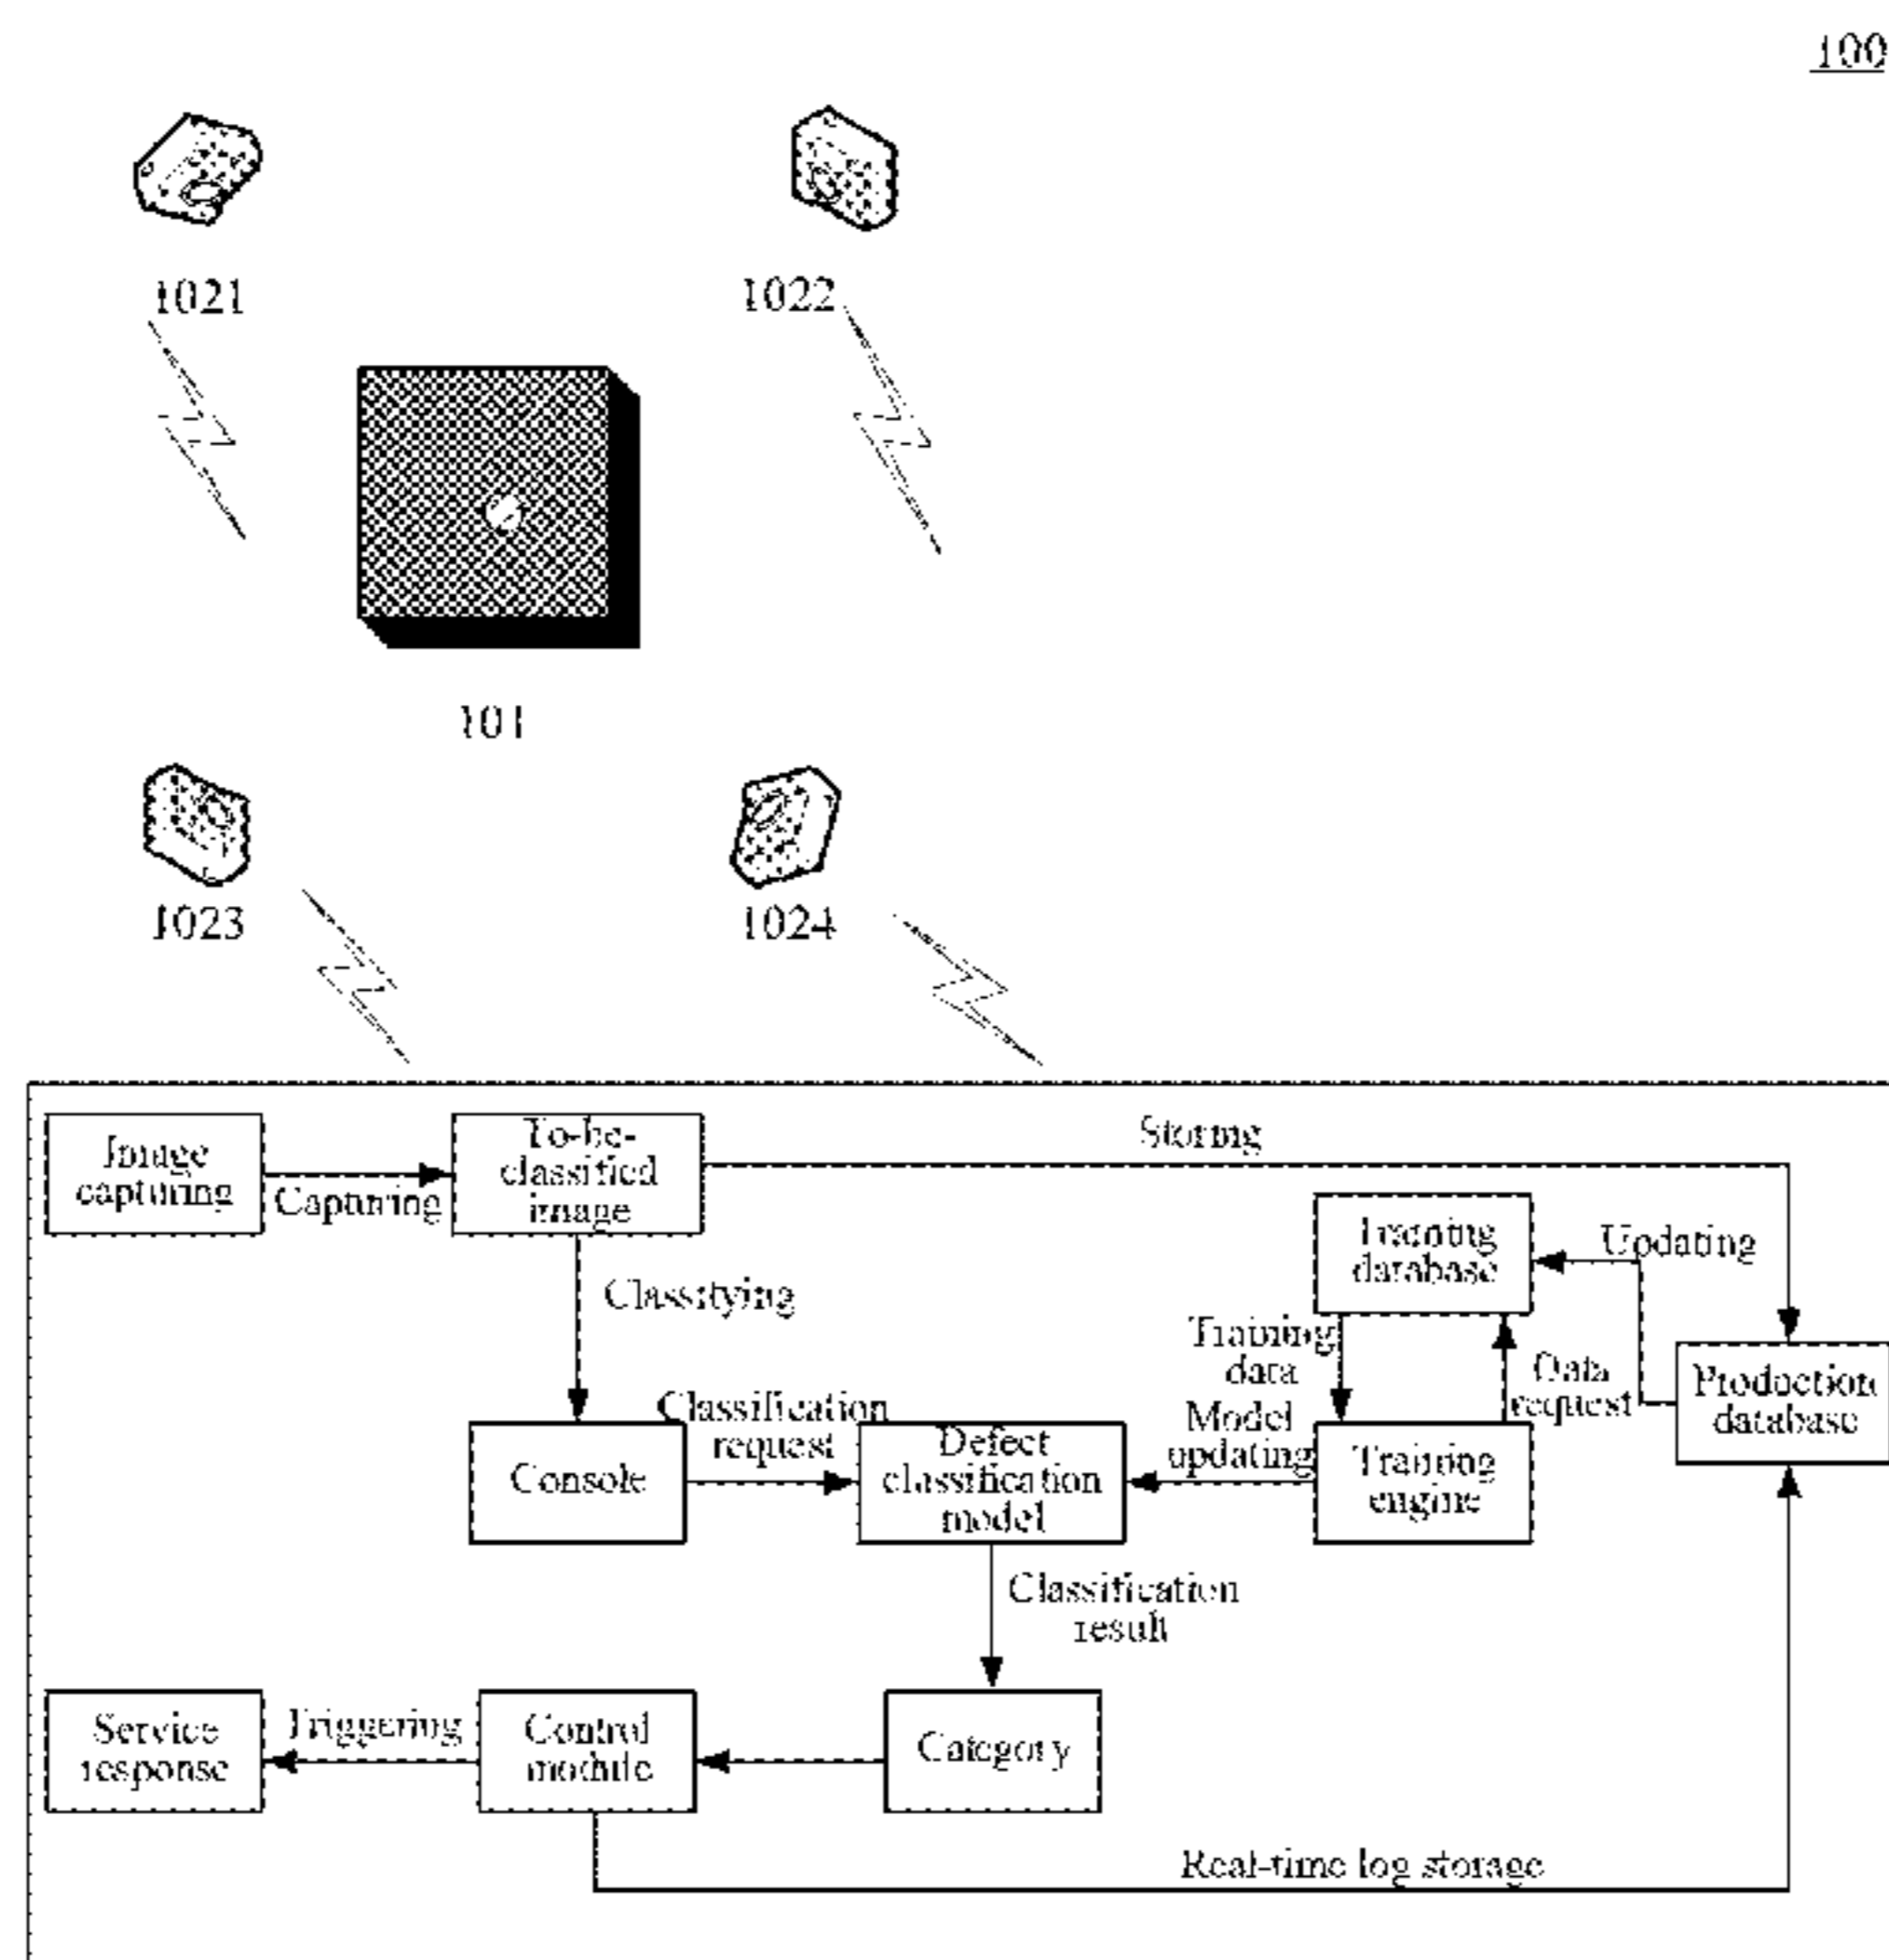 100
1021
1022
101
1023
1024
Image
capturing
Capturing
To-be-
classified
image
Storing
Classifying
Training
database
Updating
Training
data
Data
request
Production
database
Console
Classification
request
Defect
classification
model
Model
updating
Training
engine
Classification
result
Service
response
Triggering
Control
module
Category
Real-time log storage